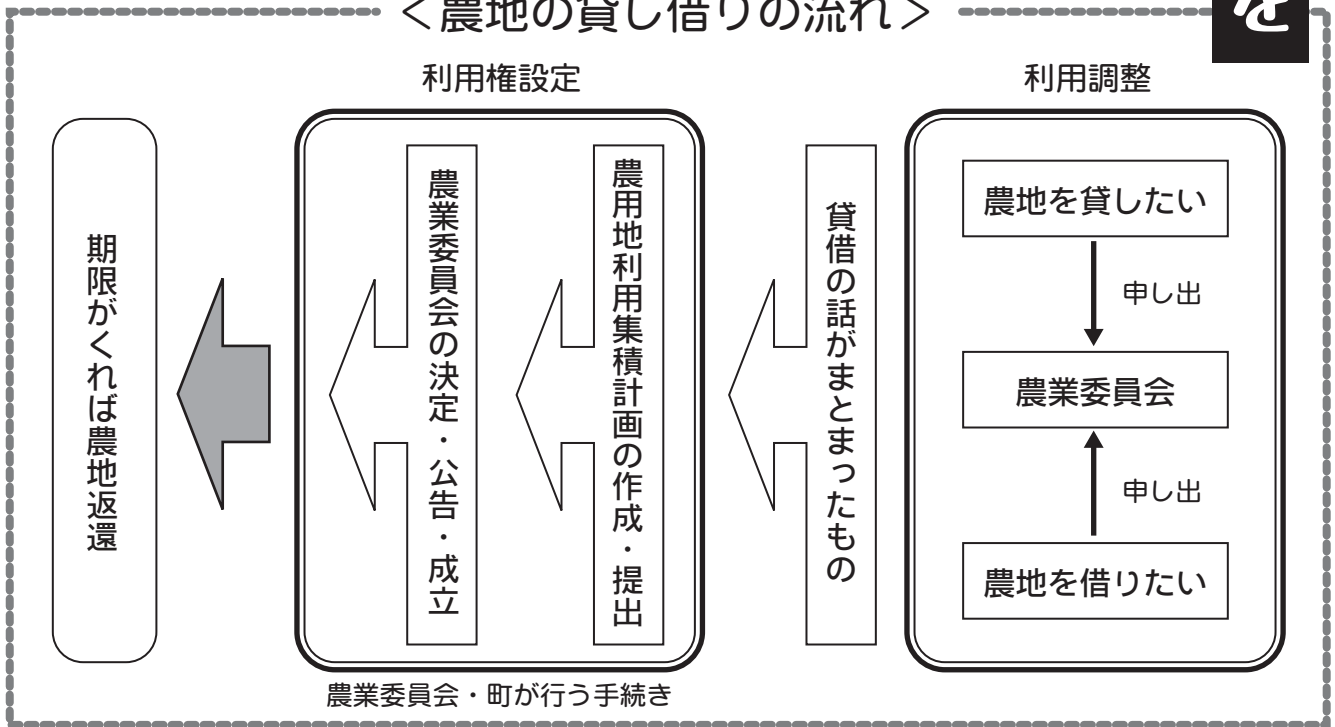 を
＜農地の貸し借りの流れ＞
利用調整
農地を貸したい
申し出
農業委員会
申し出
農地を借りたい
貸借の話がまとまったもの
利用権設定
農用地利用集積計画の作成・提出
農業委員会の決定・公告・成立
農業委員会・町が行う手続き
期限がくれば農地返還